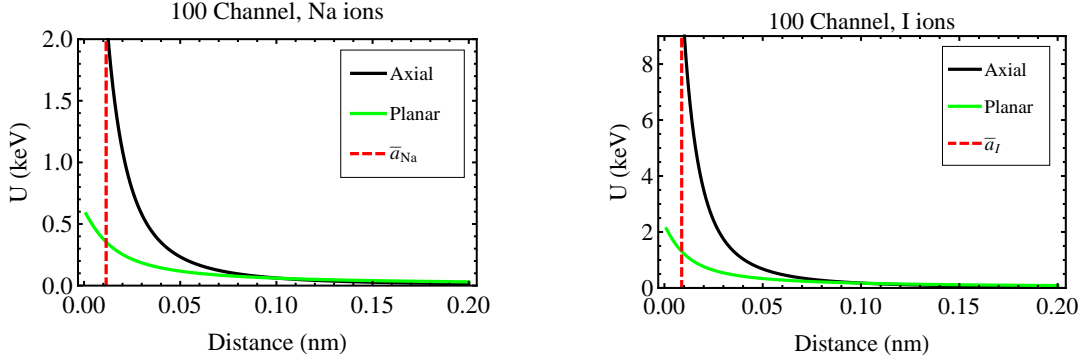 100 Channel, Na ions
2.0
1.5
1.0
0.5
0.0
U (keV)
Axial
Planar
a̅Na
0.00 0.05 0.10 0.15 0.20
Distance (nm)
100 Channel, I ions
8
6
4
2
0
U (keV)
Axial
Planar
a̅I
0.00 0.05 0.10 0.15 0.20
Distance (nm)